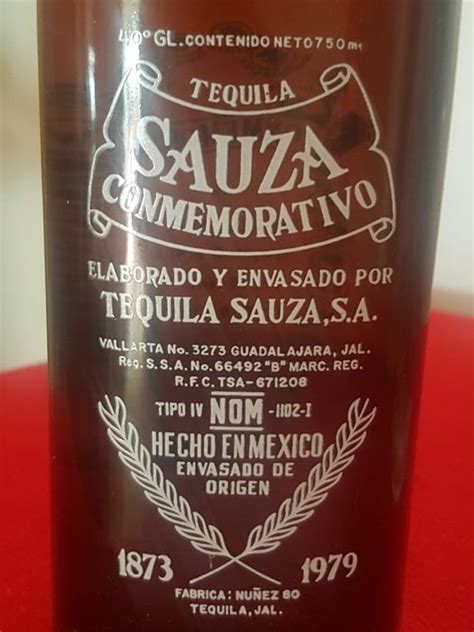 40° GL. CONTENIDO NETO 750 ml
TEQUILA
SAUZA
CONMEMORATIVO
ELABORADO Y ENVASADO POR
TEQUILA SAUZA, S.A.
VALLARTA No. 3273 GUADALAJARA, JAL.
Reg. S.S.A. No. 66492 "B" MARC. REG.
R.F.C. TSA-671208
TIPO IV NOM -1102-I
HECHO EN MEXICO
ENVASADO DE
ORIGEN
1873 1979
FABRICA: NUÑEZ 80
TEQUILA, JAL.